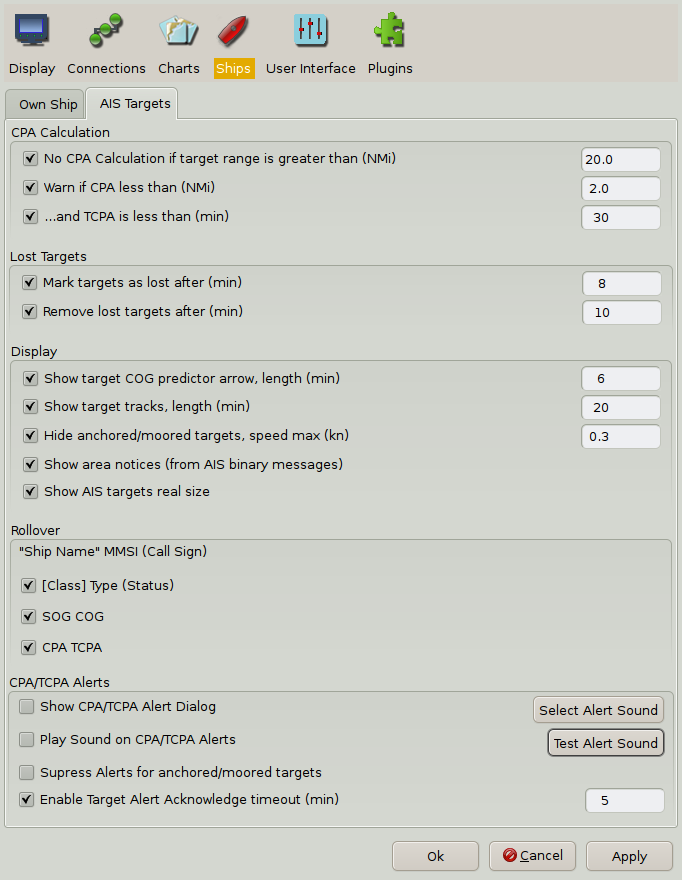 Display Connections Charts Ships User Interface Plugins
Own Ship AIS Targets
CPA Calculation
No CPA Calculation if target range is greater than (NMi) 20.0
Warn if CPA less than (NMi) 2.0
...and TCPA is less than (min) 30
Lost Targets
Mark targets as lost after (min) 8
Remove lost targets after (min) 10
Display
Show target COG predictor arrow, length (min) 6
Show target tracks, length (min) 20
Hide anchored/moored targets, speed max (kn) 0.3
Show area notices (from AIS binary messages)
Show AIS targets real size
Rollover
"Ship Name" MMSI (Call Sign)
[Class] Type (Status)
SOG COG
CPA TCPA
CPA/TCPA Alerts
Show CPA/TCPA Alert Dialog Select Alert Sound
Play Sound on CPA/TCPA Alerts Test Alert Sound
Supress Alerts for anchored/moored targets
Enable Target Alert Acknowledge timeout (min) 5
Ok Cancel Apply